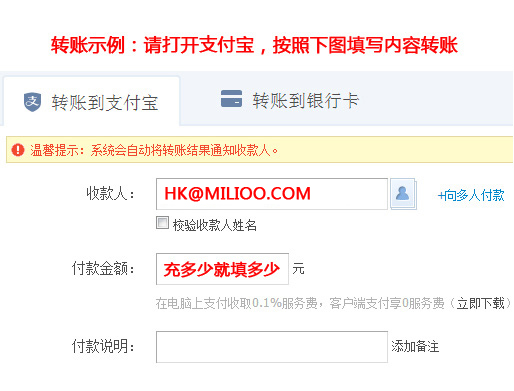 转账示例：请打开支付宝，按照下图填写内容转账
转账到支付宝 转账到银行卡
温馨提示：系统会自动将转账结果通知收款人。
收款人： HK@MILIOO.COM +向多人付款
校验收款人姓名
付款金额： 充多少就填多少 元
在电脑上支付收取0.1%服务费，客户端支付享0服务费（立即下载）
付款说明： 添加备注